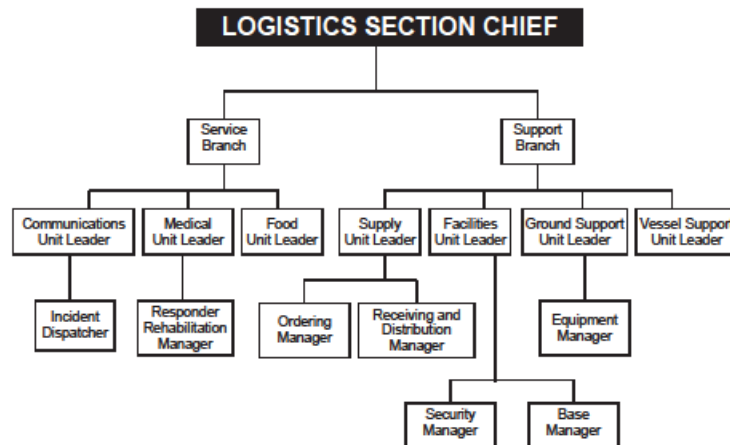 LOGISTICS SECTION CHIEF
Service
Branch
Support
Branch
Communications
Unit Leader
Medical
Unit Leader
Food
Unit Leader
Supply
Unit Leader
Facilities
Unit Leader
Ground Support
Unit Leader
Vessel Support
Unit Leader
Incident
Dispatcher
Responder
Rehabilitation
Manager
Ordering
Manager
Receiving and
Distribution
Manager
Equipment
Manager
Security
Manager
Base
Manager